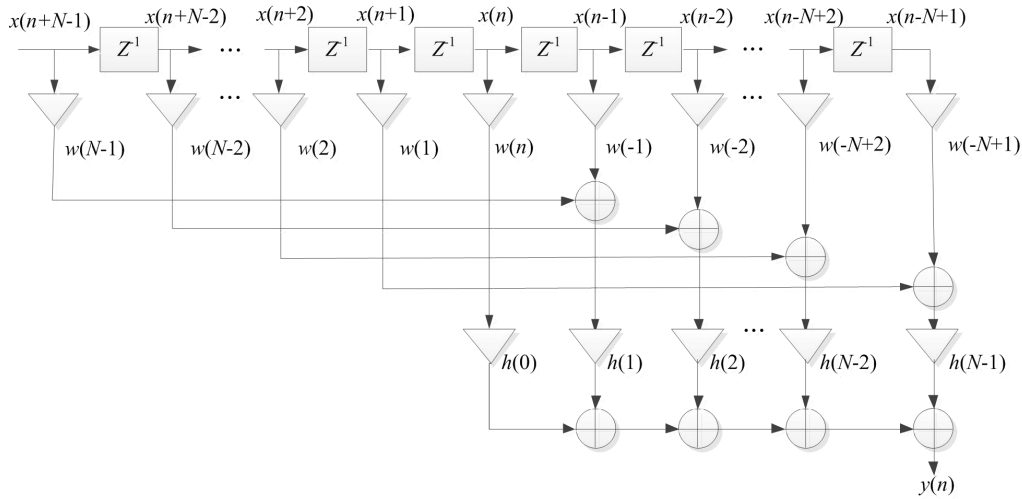 x(n+N-1) x(n+N-2) x(n+2) x(n+1) x(n) x(n-1) x(n-2) x(n-N+2) x(n-N+1)
Z-1 ... Z-1 Z-1 Z-1 Z-1 ... Z-1
... ...
w(N-1) w(N-2) w(2) w(1) w(n) w(-1) w(-2) w(-N+2) w(-N+1)
...
h(0) h(1) h(2) h(N-2) h(N-1)
y(n)